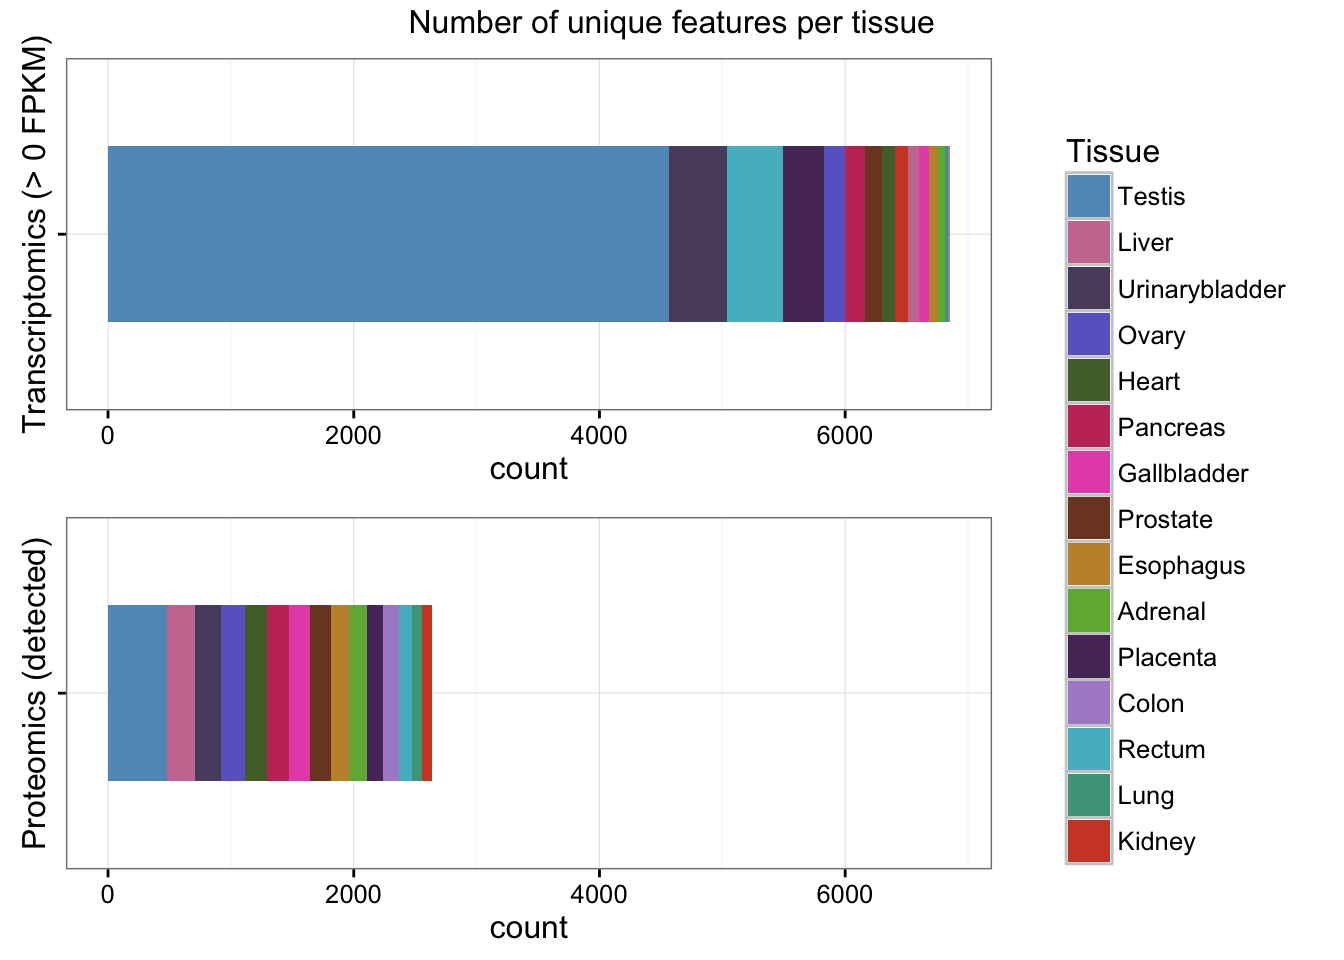 Number of unique features per tissue
Transcriptomics (> 0 FPKM)
0 2000 4000 6000
count
Proteomics (detected)
0 2000 4000 6000
count
Tissue
Testis
Liver
Urinarybladder
Ovary
Heart
Pancreas
Gallbladder
Prostate
Esophagus
Adrenal
Placenta
Colon
Rectum
Lung
Kidney